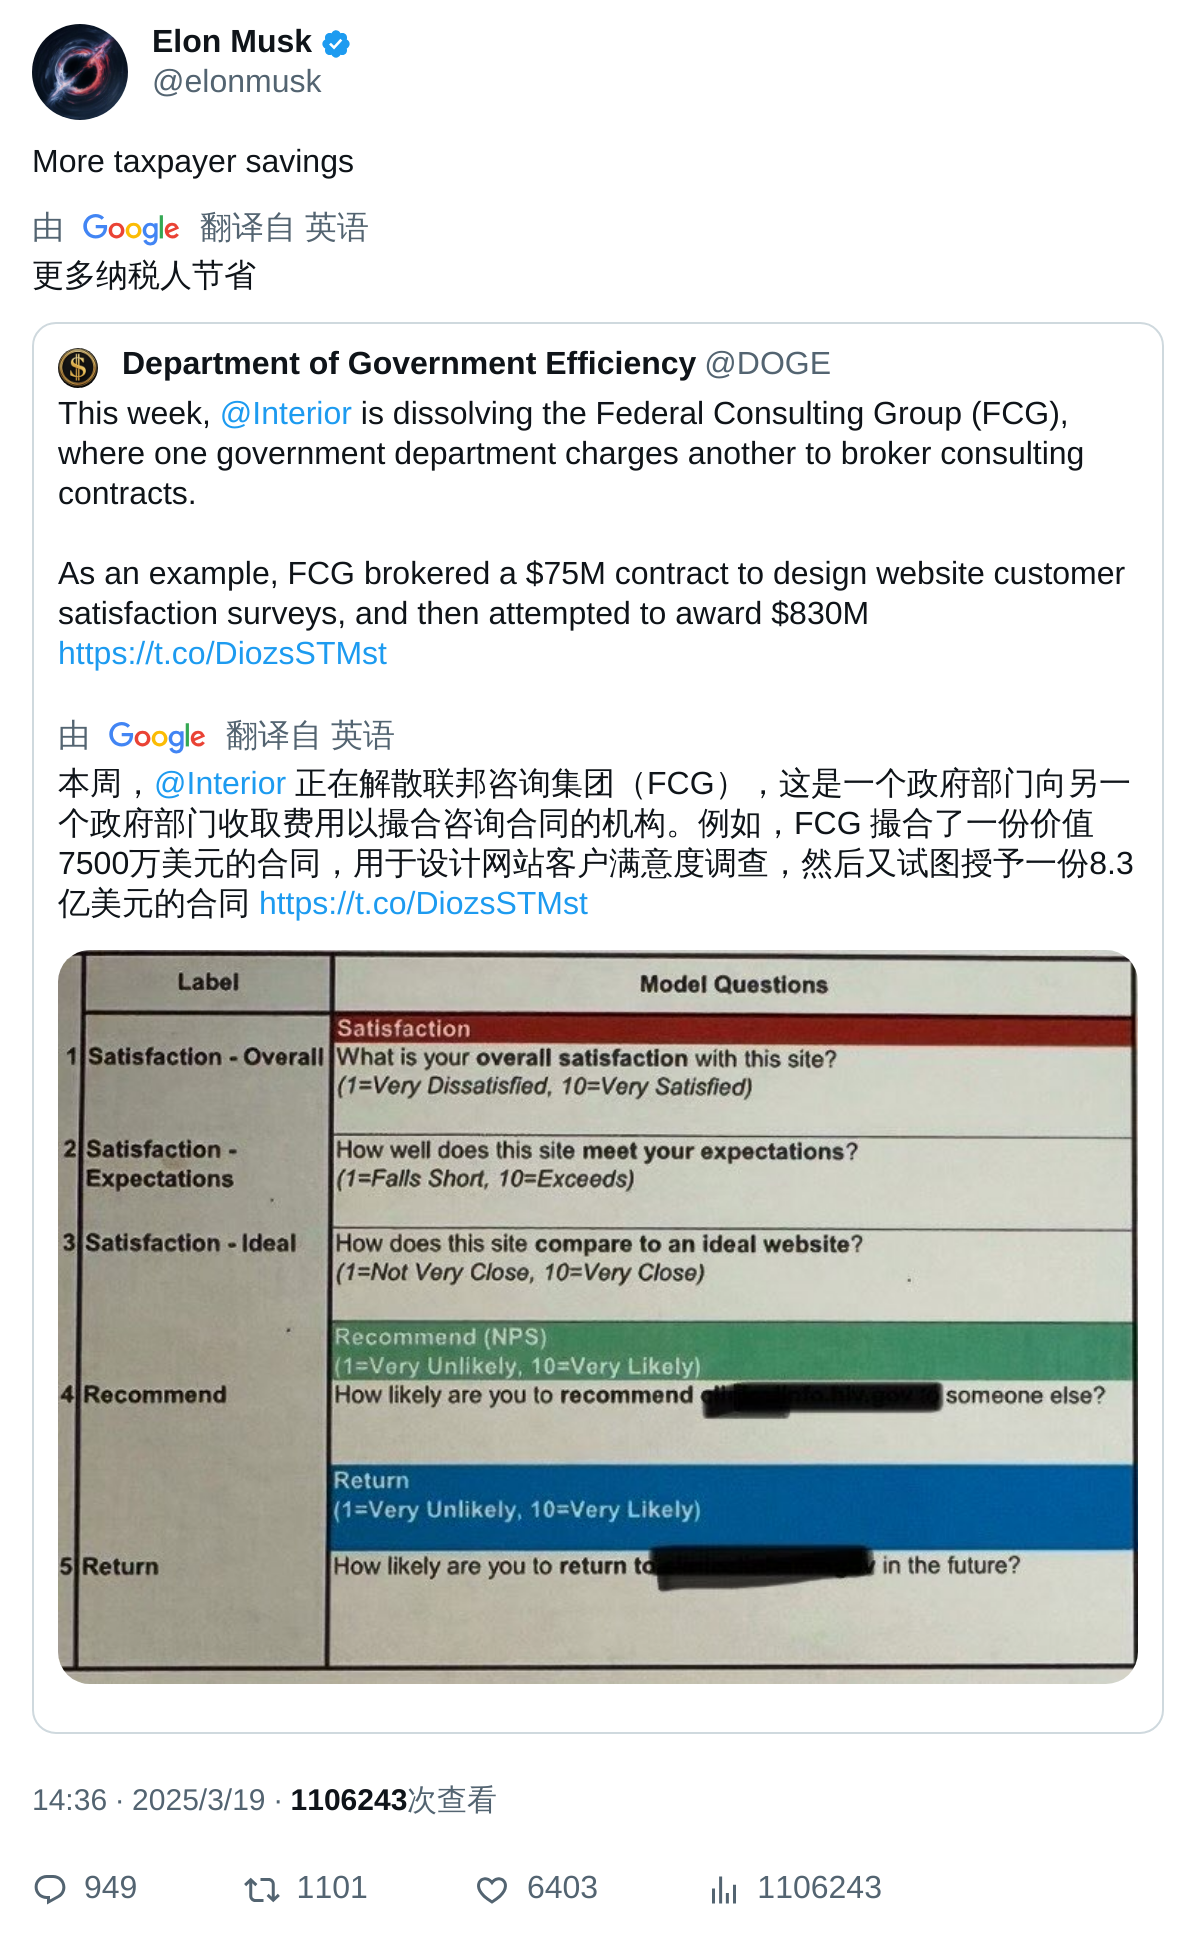 Elon Musk
@elonmusk
More taxpayer savings
由 Google 翻译自 英语
更多纳税人节省
Department of Government Efficiency @DOGE
This week, @Interior is dissolving the Federal Consulting Group (FCG),
where one government department charges another to broker consulting
contracts.
As an example, FCG brokered a $75M contract to design website customer
satisfaction surveys, and then attempted to award $830M
https://t.co/DiozsSTMst
由 Google 翻译自 英语
本周，@Interior 正在解散联邦咨询集团（FCG），这是一个政府部门向另一
个政府部门收取费用以撮合咨询合同的机构。例如，FCG 撮合了一份价值
7500万美元的合同，用于设计网站客户满意度调查，然后又试图授予一份8.3
亿美元的合同 https://t.co/DiozsSTMst
Label
Model Questions
Satisfaction
1 Satisfaction - Overall What is your overall satisfaction with this site?
(1=Very Dissatisfied, 10=Very Satisfied)
2 Satisfaction - How well does this site meet your expectations?
Expectations (1=Falls Short, 10=Exceeds)
3 Satisfaction - Ideal How does this site compare to an ideal website?
(1=Not Very Close, 10=Very Close)
Recommend (NPS)
(1=Very Unlikely, 10=Very Likely)
4 Recommend How likely are you to recommend someone else?
Return
(1=Very Unlikely, 10=Very Likely)
5 Return How likely are you to return to in the future?
14:36 · 2025/3/19 · 1106243次查看
949 1101 6403 1106243